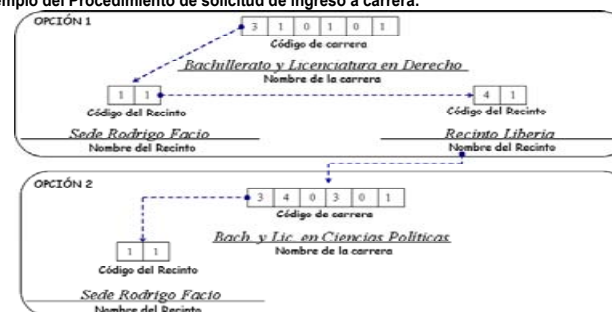 emplo del Procedimiento de solicitud de ingreso a carrera:
OPCIÓN 1
3 1 0 1 0 1
Código de carrera
Bachillerato y Licenciatura en Derecho
Nombre de la carrera
1 1
4 1
Código del Recinto
Código del Recinto
Sede Rodrigo Facio
Recinto Liberia
Nombre del Recinto
Nombre del Recinto
OPCIÓN 2
3 4 0 3 0 1
Código de carrera
Bach. y Lic. en Ciencias Políticas
Nombre de la carrera
1 1
Código del Recinto
Sede Rodrigo Facio
Nombre del Recinto